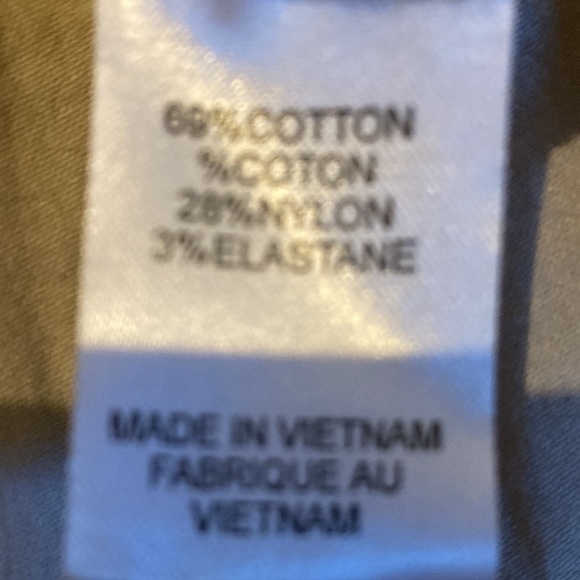 69%COTTON
%COTON
28%NYLON
3%ELASTANE
MADE IN VIETNAM
FABRIQUE AU
VIETNAM